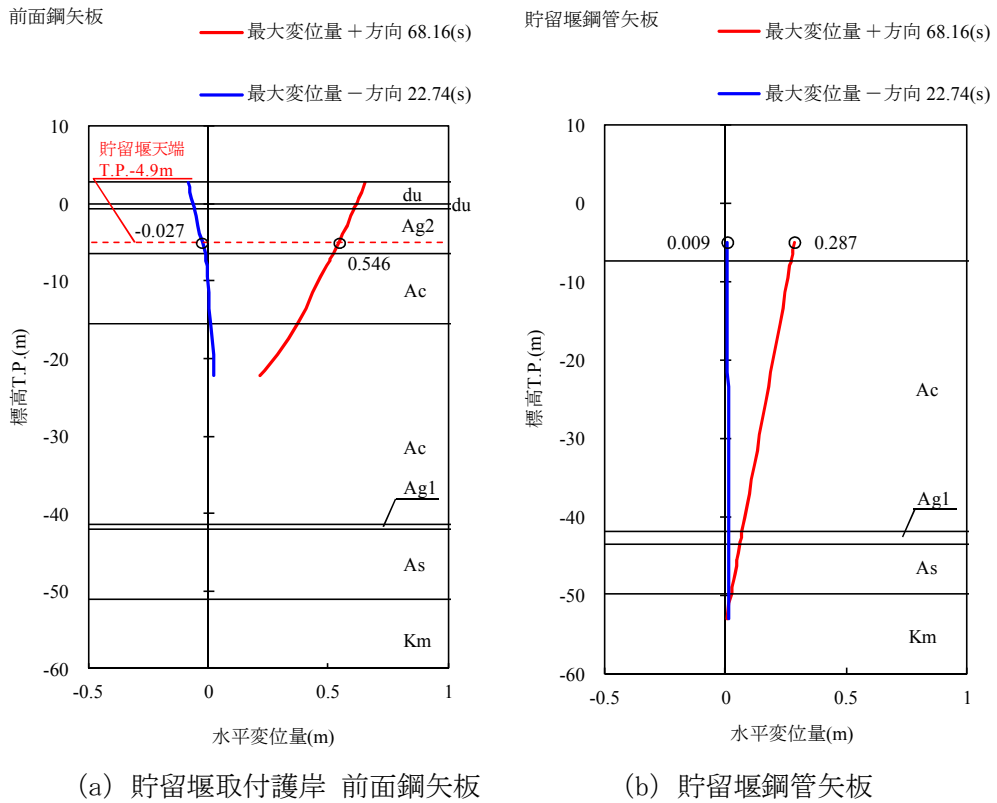 前面鋼矢板
最大変位量＋方向 68.16(s)
最大変位量－方向 22.74(s)
10
0
-10
-20
-30
-40
-50
-60
標高T.P.(m)
貯留堰天端
T.P.-4.9m
-0.027
0.546
du
du
Ag2
Ac
Ac
Ag1
As
Km
-0.5
0
0.5
1
水平変位量(m)
(a) 貯留堰取付護岸 前面鋼矢板
貯留堰鋼管矢板
最大変位量＋方向 68.16(s)
最大変位量－方向 22.74(s)
10
0
-10
-20
-30
-40
-50
-60
標高T.P.(m)
0.009
0.287
Ac
Ag1
As
Km
-0.5
0
0.5
1
水平変位量(m)
(b) 貯留堰鋼管矢板